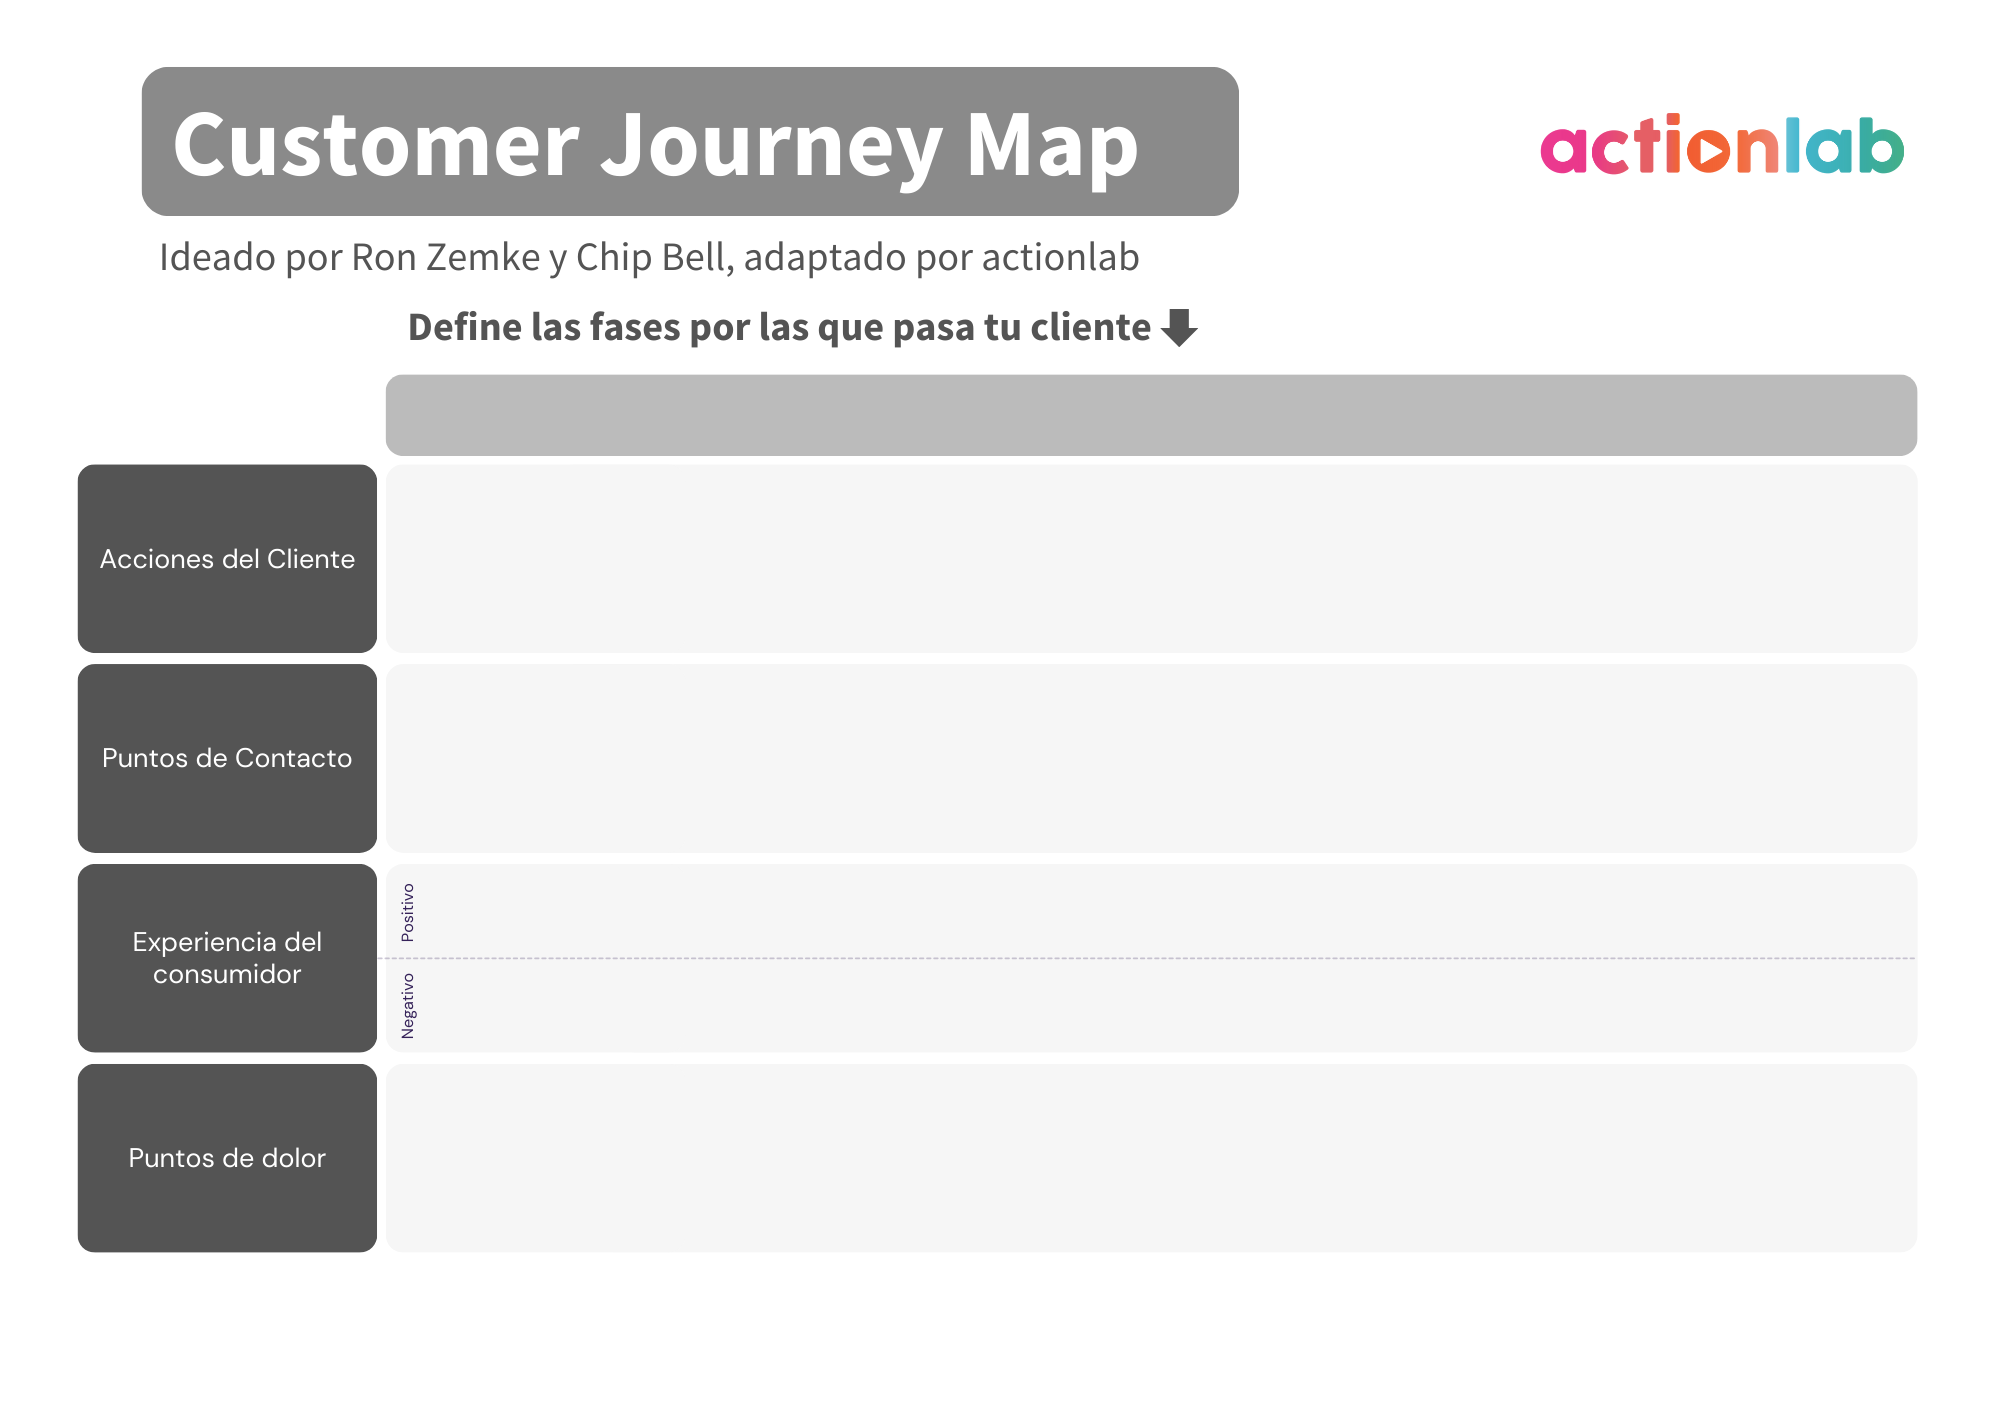 Customer Journey Map
actionlab
Ideado por Ron Zemke y Chip Bell, adaptado por actionlab
Define las fases por las que pasa tu cliente
Acciones del Cliente
Puntos de Contacto
Experiencia del
consumidor
Positivo
Negativo
Puntos de dolor